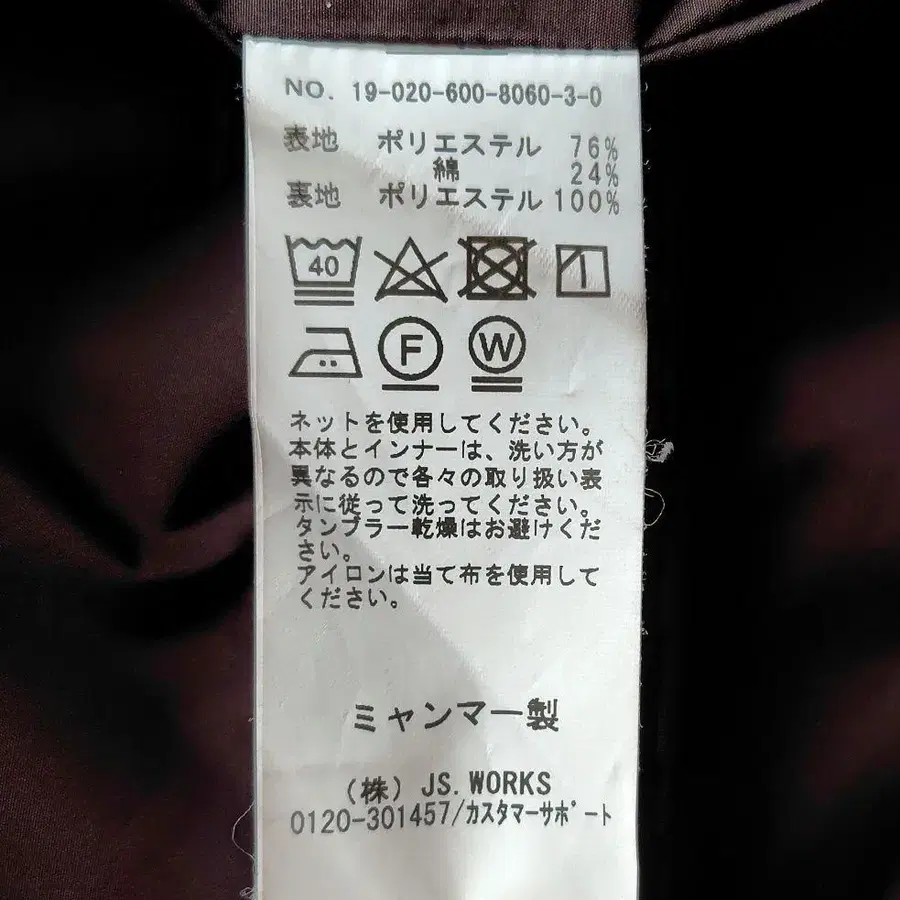 NO. 19-020-600-8060-3-0
表地 ポリエステル 76%
綿 24%
裏地 ポリエステル 100%
40
F W
ネットを使用してください。
本体とインナーは、洗い方が
異なるので各々の取り扱い表
示に従って洗ってください。
タンブラー乾燥はお避けくだ
さい。
アイロンは当て布を使用して
ください。
ミャンマー製
(株) JS.WORKS
0120-301457/カスタマーサポート